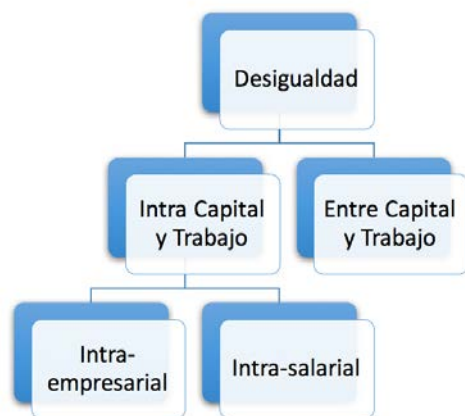 Desigualdad
Intra Capital
y Trabajo
Entre Capital
y Trabajo
Intra-
empresarial
Intra-salarial